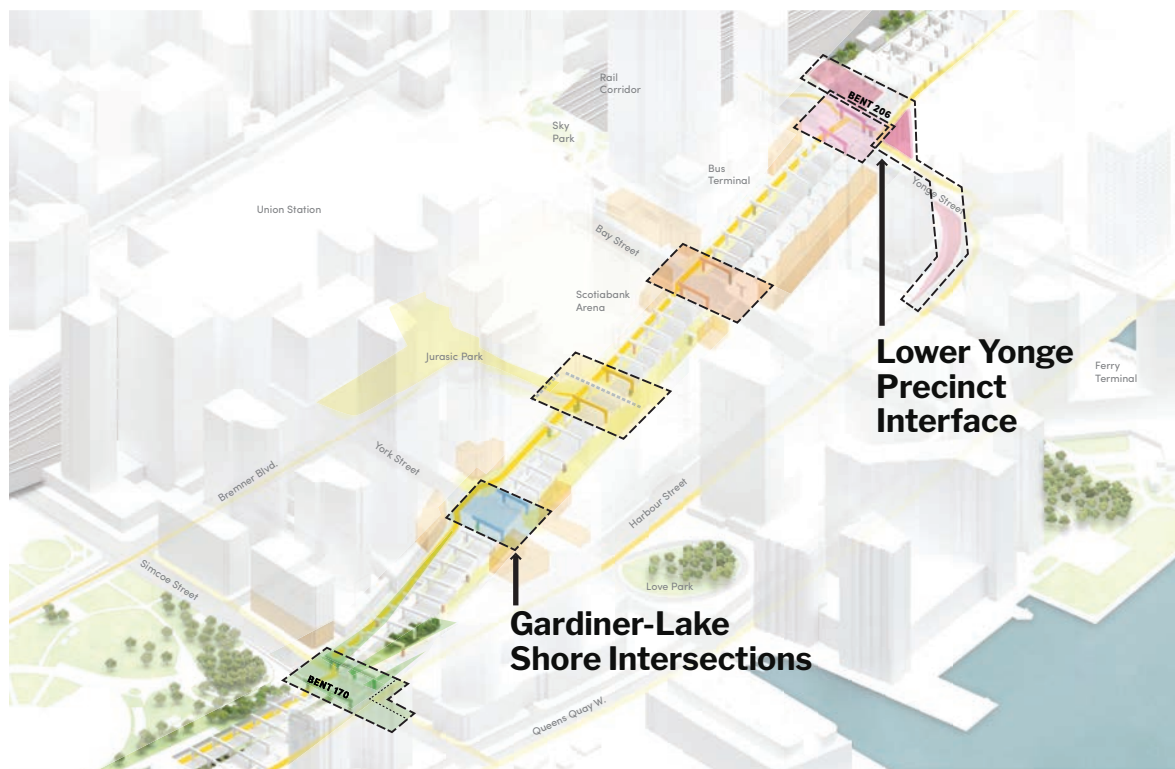 Rail
Corridor
BENT 206
Sky
Park
Bus
Terminal
Yonge Street
Union Station
Bay Street
Scotiabank
Arena
Jurasic Park
Lower Yonge
Precinct
Interface
Ferry
Terminal
York Street
Bremner Blvd.
Harbour Street
Simcoe Street
Love Park
Gardiner-Lake
Shore Intersections
BENT 170
Queens Quay W.